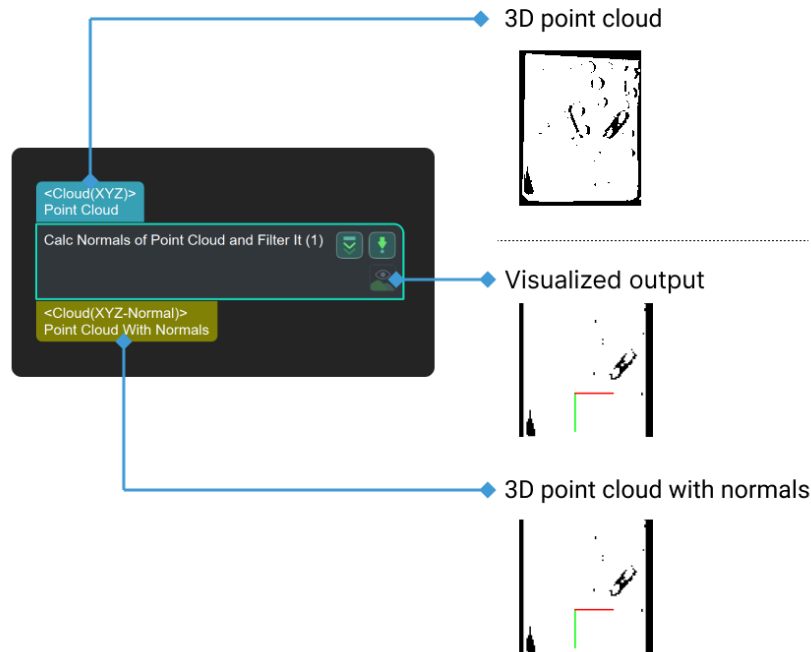 3D point cloud
<Cloud(XYZ)>
Point Cloud
Calc Normals of Point Cloud and Filter It (1)
Visualized output
<Cloud(XYZ-Normal)>
Point Cloud With Normals
3D point cloud with normals